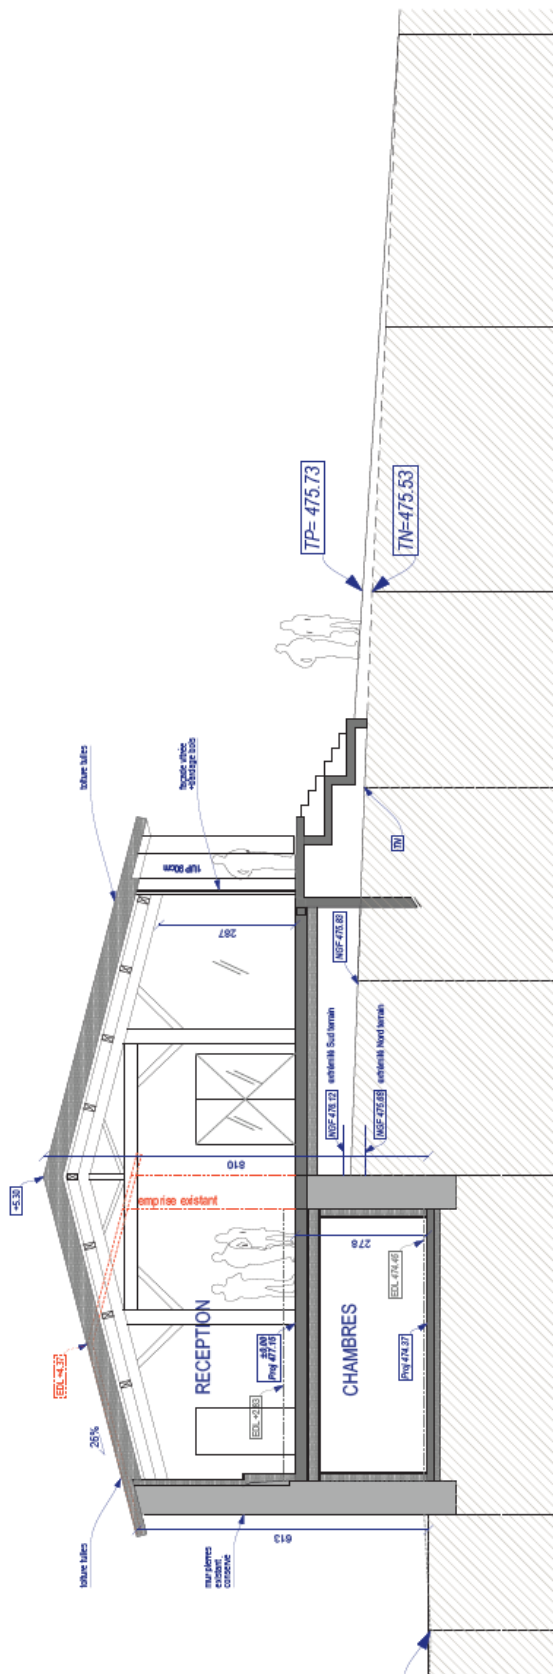 toiture tuiles
26%
EDL +4.37
+5.30
toiture tuiles
façade vitrée
+bardage bois
1UP 90cm
287
810
613
278
emprise existant
RECEPTION
EDL +2.63
±0,00
Proj 477.15
CHAMBRES
EDL 474.46
Proj 474.37
mur pierres
existant,
conservé
NGF 476.12
extrémité Sud terrain
NGF 475.69
extrémité Nord terrain
NGF 475.83
TN
TP= 475.73
TN=475.53